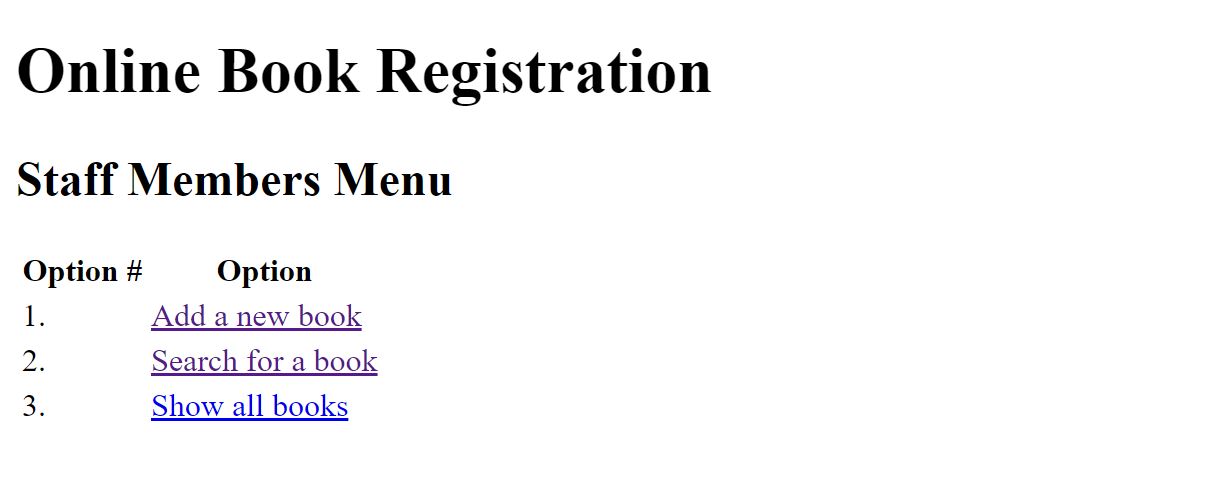 Online Book Registration
Staff Members Menu
Option # Option
1. Add a new book
2. Search for a book
3. Show all books